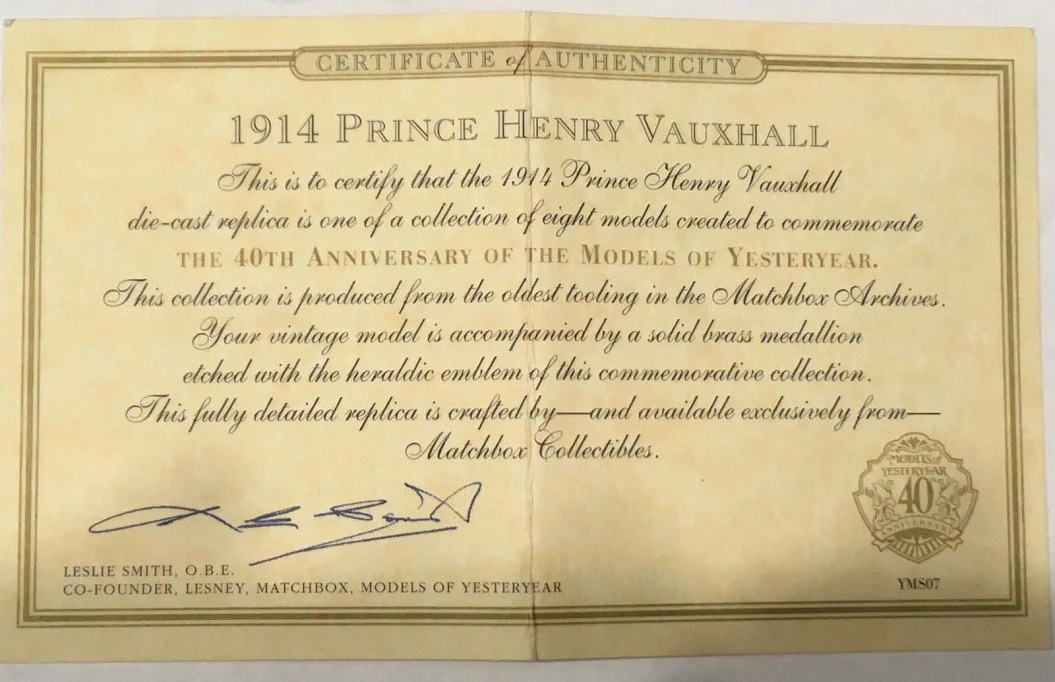 CERTIFICATE of AUTHENTICITY
1914 PRINCE HENRY VAUXHALL
This is to certify that the 1914 Prince Henry Vauxhall
die-cast replica is one of a collection of eight models created to commemorate
THE 40TH ANNIVERSARY OF THE MODELS OF YESTERYEAR.
This collection is produced from the oldest tooling in the Matchbox Archives.
Your vintage model is accompanied by a solid brass medallion
etched with the heraldic emblem of this commemorative collection.
This fully detailed replica is crafted by—and available exclusively from—
Matchbox Collectibles.
MODELS of
YESTERYEAR
40TH
ANNIVERSARY
LESLIE SMITH, O.B.E.
CO-FOUNDER, LESNEY, MATCHBOX, MODELS OF YESTERYEAR
YMS07